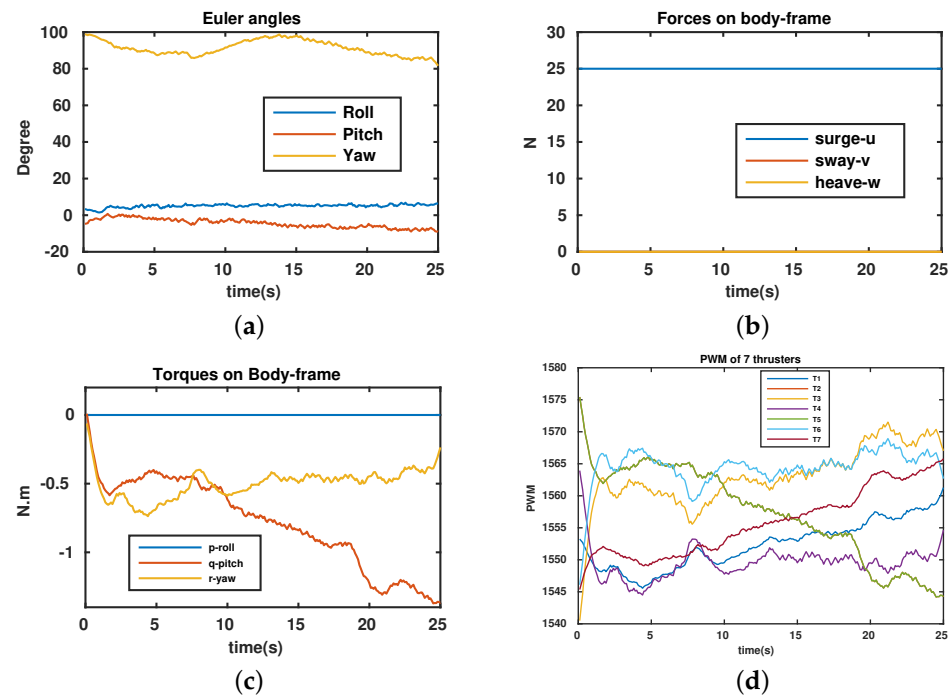 Euler angles
100
80
60
40
20
0
-20
Degree
Roll
Pitch
Yaw
0 5 10 15 20 25
time(s)
(a)
Forces on body-frame
30
25
20
15
10
5
0
N
surge-u
sway-v
heave-w
0 5 10 15 20 25
time(s)
(b)
Torques on Body-frame
0
-0.5
-1
N.m
p-roll
q-pitch
r-yaw
0 5 10 15 20 25
time(s)
(c)
PWM of 7 thrusters
1580
1570
1560
1550
1540
PWM
T1
T2
T3
T4
T5
T6
T7
0 5 10 15 20 25
time(s)
(d)